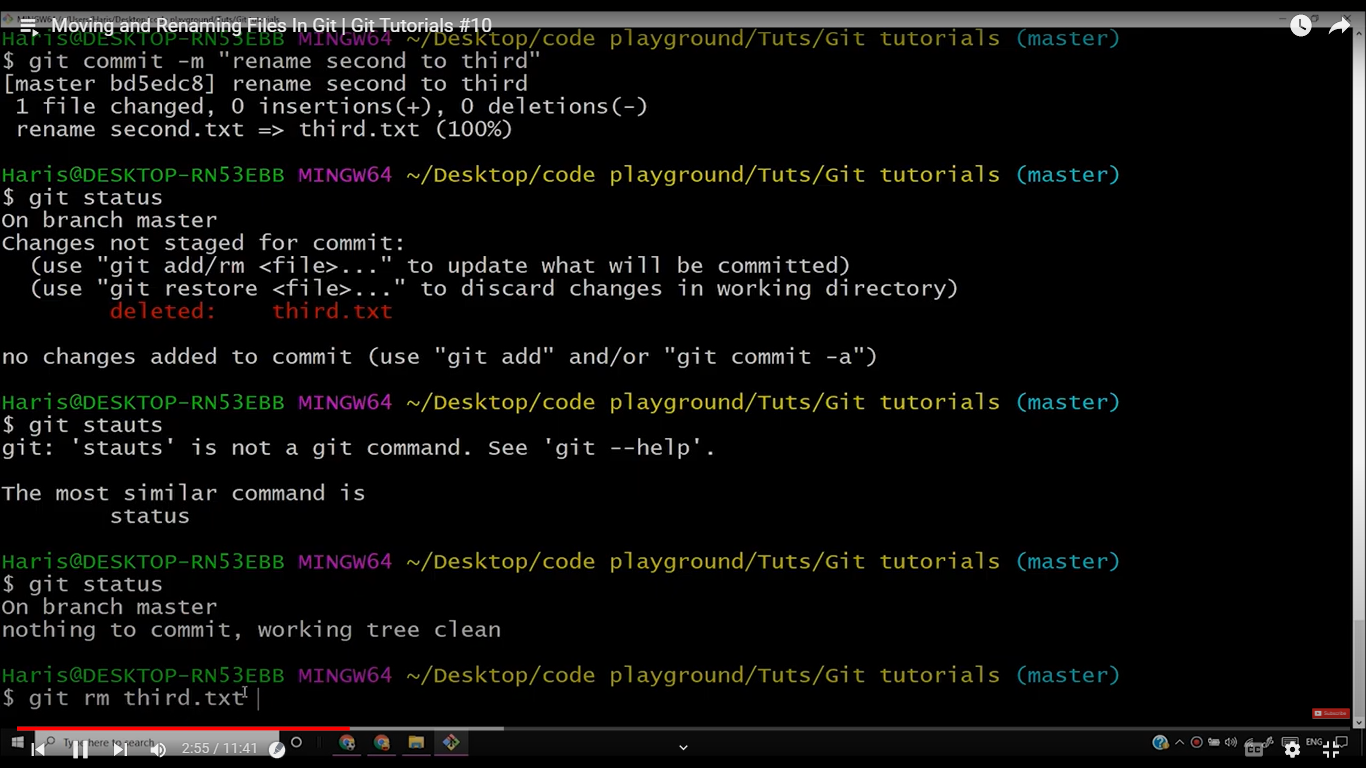 Moving and Renaming Files In Git | Git Tutorials #10
Haris@DESKTOP-RN53EBB MINGW64 ~/Desktop/code playground/Tuts/Git tutorials (master)
$ git commit -m "rename second to third"
[master bd5edc8] rename second to third
1 file changed, 0 insertions(+), 0 deletions(-)
rename second.txt => third.txt (100%)
Haris@DESKTOP-RN53EBB MINGW64 ~/Desktop/code playground/Tuts/Git tutorials (master)
$ git status
On branch master
Changes not staged for commit:
(use "git add/rm <file>..." to update what will be committed)
(use "git restore <file>..." to discard changes in working directory)
deleted: third.txt
no changes added to commit (use "git add" and/or "git commit -a")
Haris@DESKTOP-RN53EBB MINGW64 ~/Desktop/code playground/Tuts/Git tutorials (master)
$ git stauts
git: 'stauts' is not a git command. See 'git --help'.
The most similar command is
status
Haris@DESKTOP-RN53EBB MINGW64 ~/Desktop/code playground/Tuts/Git tutorials (master)
$ git status
On branch master
nothing to commit, working tree clean
Haris@DESKTOP-RN53EBB MINGW64 ~/Desktop/code playground/Tuts/Git tutorials (master)
$ git rm third.txt
Subscribe
Type here to search
2:55 / 11:41
CC
ENG